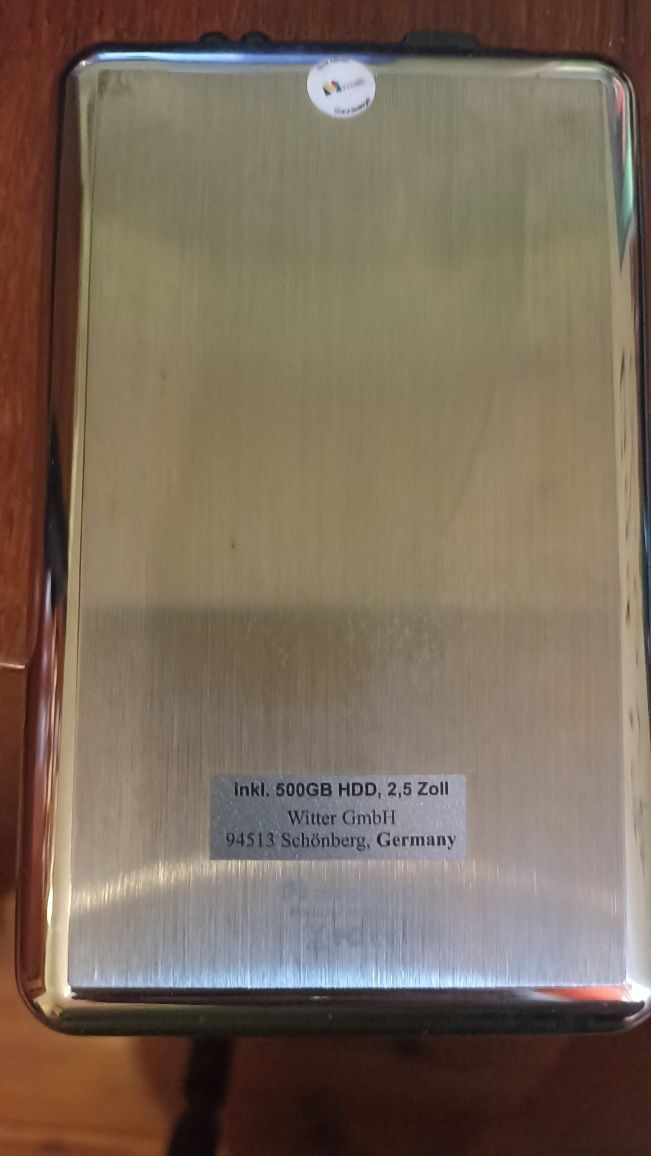 inkl. 500GB HDD, 2,5 Zoll
Witter GmbH
94513 Schönberg, Germany